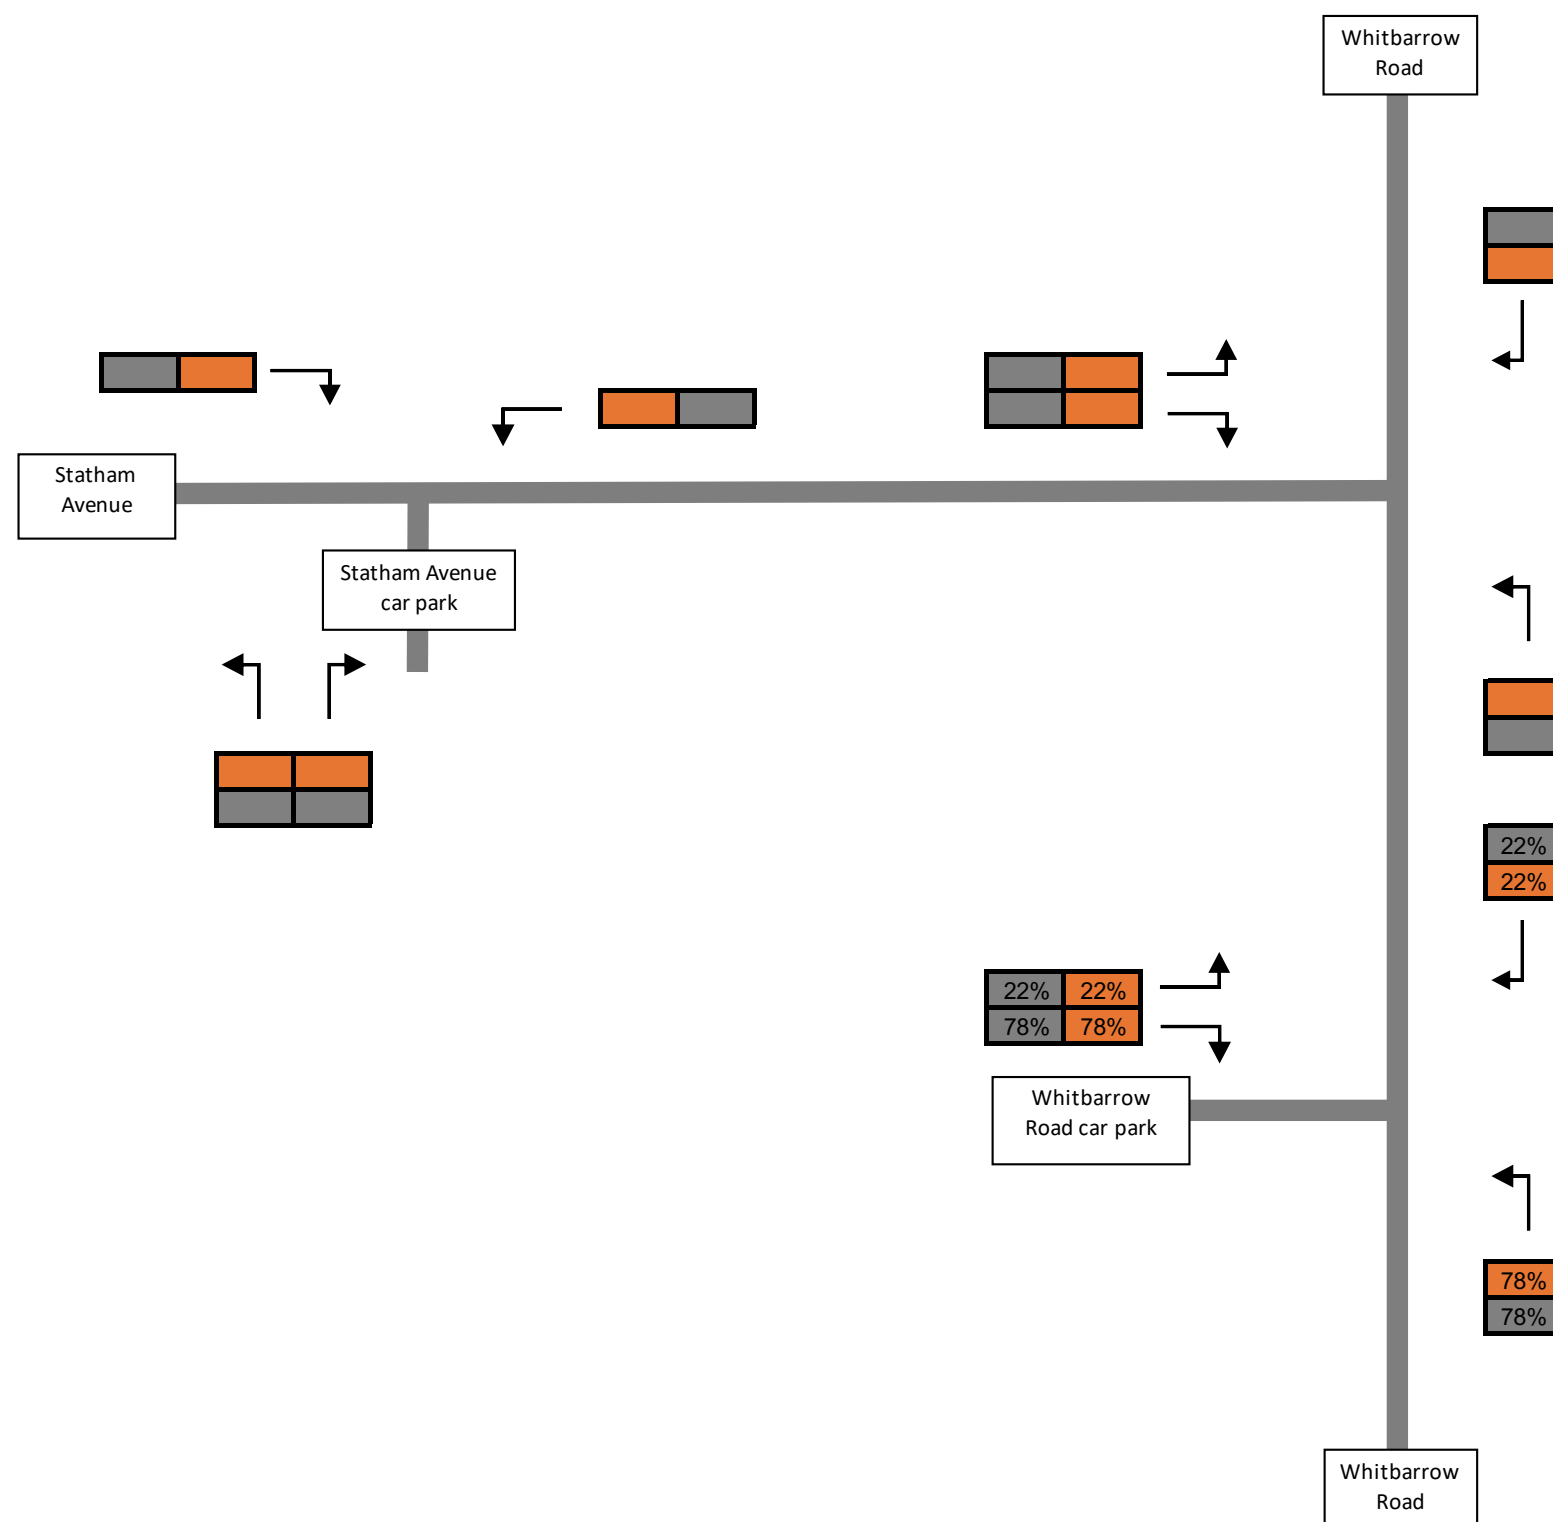 Whitbarrow
Road
Statham
Avenue
Statham Avenue
car park
22%
22%
22% 22%
78% 78%
Whitbarrow
Road car park
78%
78%
Whitbarrow
Road